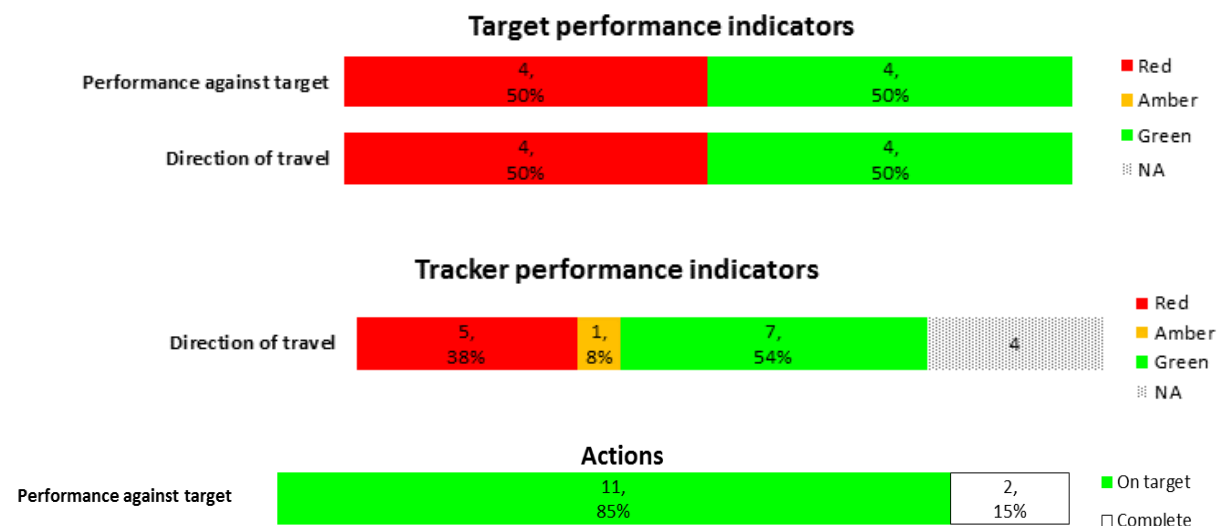 Target performance indicators
Performance against target
4,
50%
4,
50%
Direction of travel
4,
50%
4,
50%
Red
Amber
Green
NA
Tracker performance indicators
Direction of travel
5,
38%
1,
8%
7,
54%
4
Red
Amber
Green
NA
Actions
Performance against target
11,
85%
2,
15%
On target
Complete